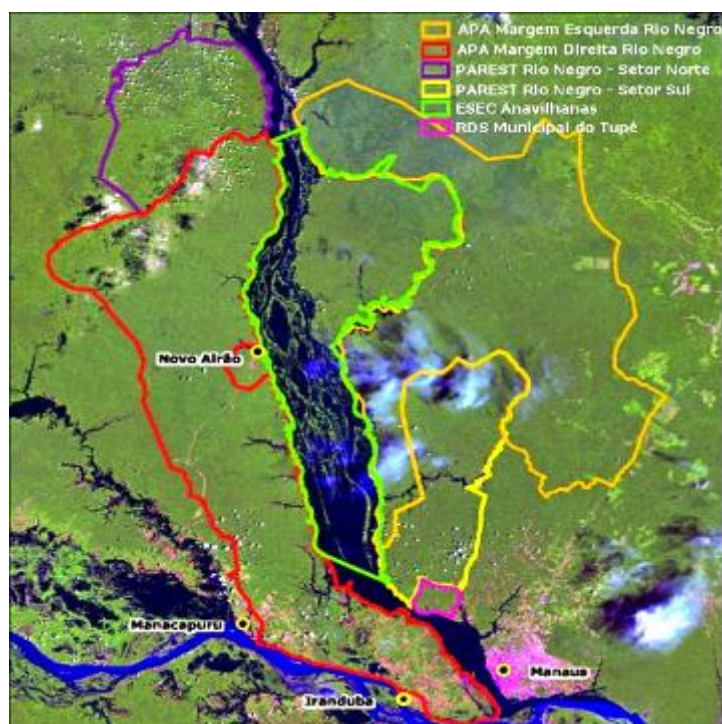 APA Margem Esquerda Rio Negro
APA Margem Direita Rio Negro
PAREST Rio Negro - Setor Norte
PAREST Rio Negro - Setor Sul
ESEC Anavilhanas
RDS Municipal do Tupé
Novo Airão
Manacapuru
Manaus
Iranduba